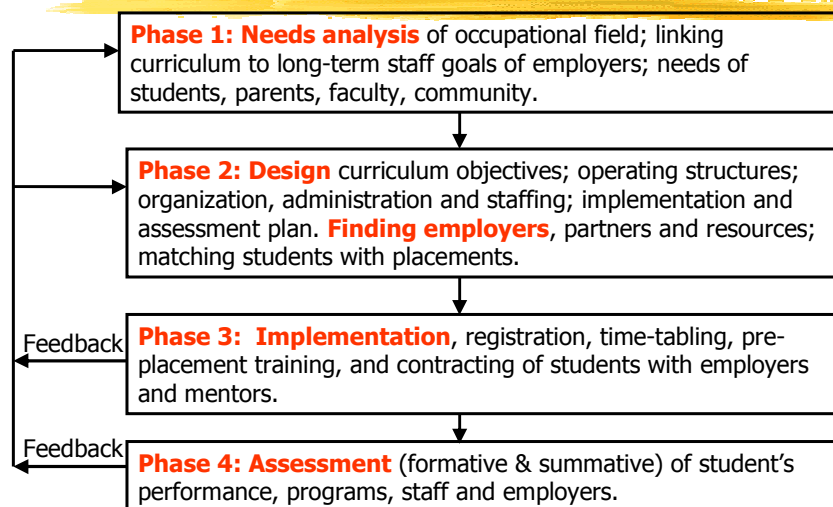 Phase 1: Needs analysis of occupational field; linking
curriculum to long-term staff goals of employers; needs of
students, parents, faculty, community.
Phase 2: Design curriculum objectives; operating structures;
organization, administration and staffing; implementation and
assessment plan. Finding employers, partners and resources;
matching students with placements.
Feedback
Phase 3:  Implementation, registration, time-tabling, pre-
placement training, and contracting of students with employers
and mentors.
Feedback
Phase 4: Assessment (formative & summative) of student’s
performance, programs, staff and employers.